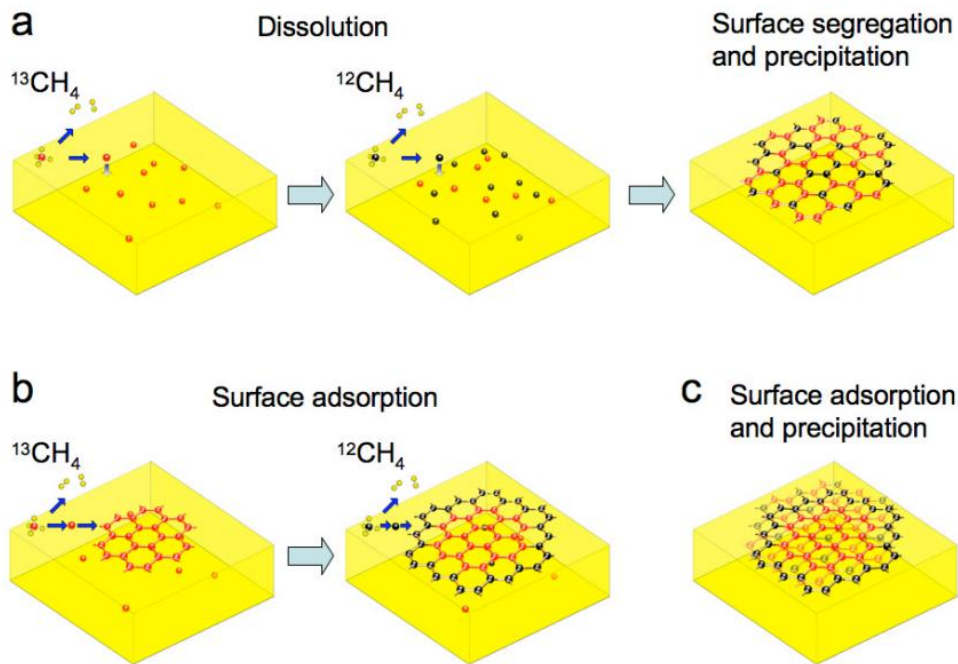 a
Dissolution
Surface segregation
and precipitation
¹³CH₄
¹²CH₄
b
Surface adsorption
c
Surface adsorption
and precipitation
¹³CH₄
¹²CH₄